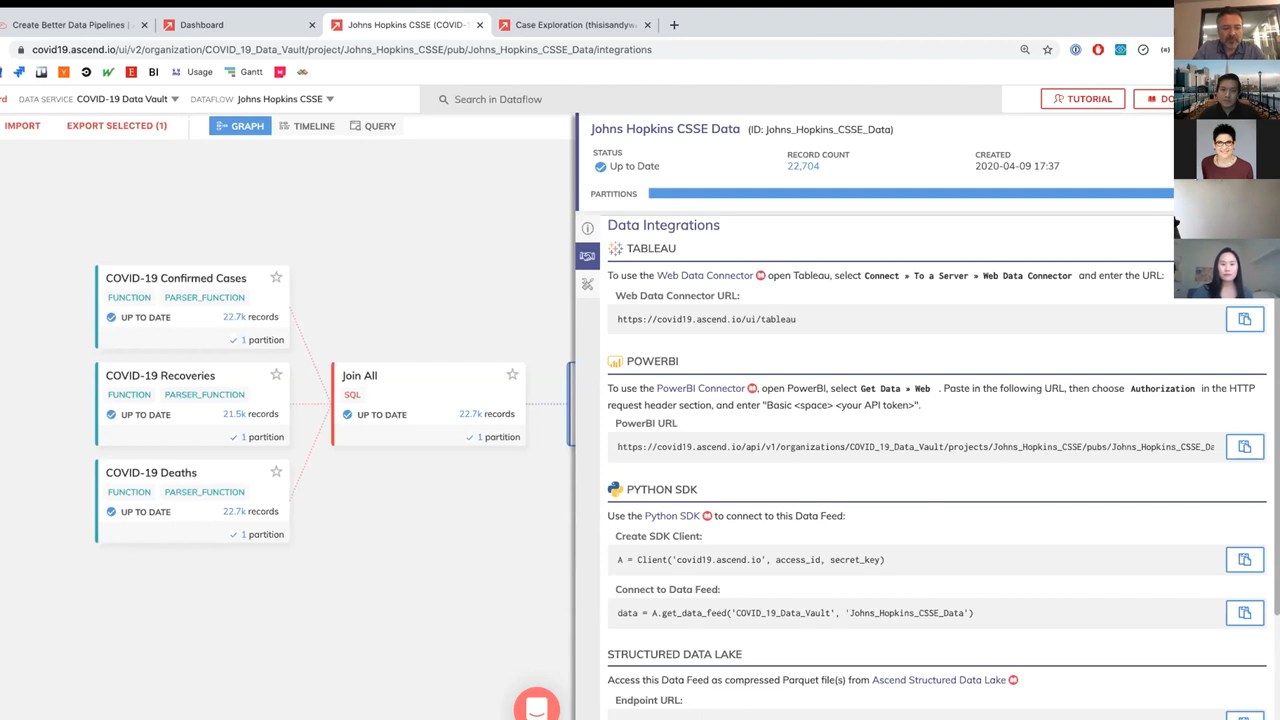 Create Better Data Pipelines |
Dashboard
Johns Hopkins CSSE (COVID-1
Case Exploration (thisisandyw
covid19.ascend.io/ui/v2/organization/COVID_19_Data_Vault/project/Johns_Hopkins_CSSE/pub/Johns_Hopkins_CSSE_Data/integrations
BI Usage Gantt
DATA SERVICE COVID-19 Data Vault DATAFLOW Johns Hopkins CSSE
Search in Dataflow
TUTORIAL
DO
IMPORT EXPORT SELECTED (1) GRAPH TIMELINE QUERY
COVID-19 Confirmed Cases
FUNCTION PARSER_FUNCTION
UP TO DATE 22.7k records
1 partition
COVID-19 Recoveries
FUNCTION PARSER_FUNCTION
UP TO DATE 21.5k records
1 partition
COVID-19 Deaths
FUNCTION PARSER_FUNCTION
UP TO DATE 22.7k records
1 partition
Join All
SQL
UP TO DATE 22.7k records
1 partition
Johns Hopkins CSSE Data (ID: Johns_Hopkins_CSSE_Data)
STATUS RECORD COUNT CREATED
Up to Date 22,704 2020-04-09 17:37
PARTITIONS
Data Integrations
TABLEAU
To use the Web Data Connector open Tableau, select Connect » To a Server » Web Data Connector and enter the URL:
Web Data Connector URL:
https://covid19.ascend.io/ui/tableau
POWERBI
To use the PowerBI Connector , open PowerBI, select Get Data » Web . Paste in the following URL, then choose Authorization in the HTTP
request header section, and enter "Basic <space> <your API token>".
PowerBI URL
https://covid19.ascend.io/api/v1/organizations/COVID_19_Data_Vault/projects/Johns_Hopkins_CSSE/pubs/Johns_Hopkins_CSSE_Da
PYTHON SDK
Use the Python SDK to connect to this Data Feed:
Create SDK Client:
A = Client('covid19.ascend.io', access_id, secret_key)
Connect to Data Feed:
data = A.get_data_feed('COVID_19_Data_Vault', 'Johns_Hopkins_CSSE_Data')
STRUCTURED DATA LAKE
Access this Data Feed as compressed Parquet file(s) from Ascend Structured Data Lake
Endpoint URL: